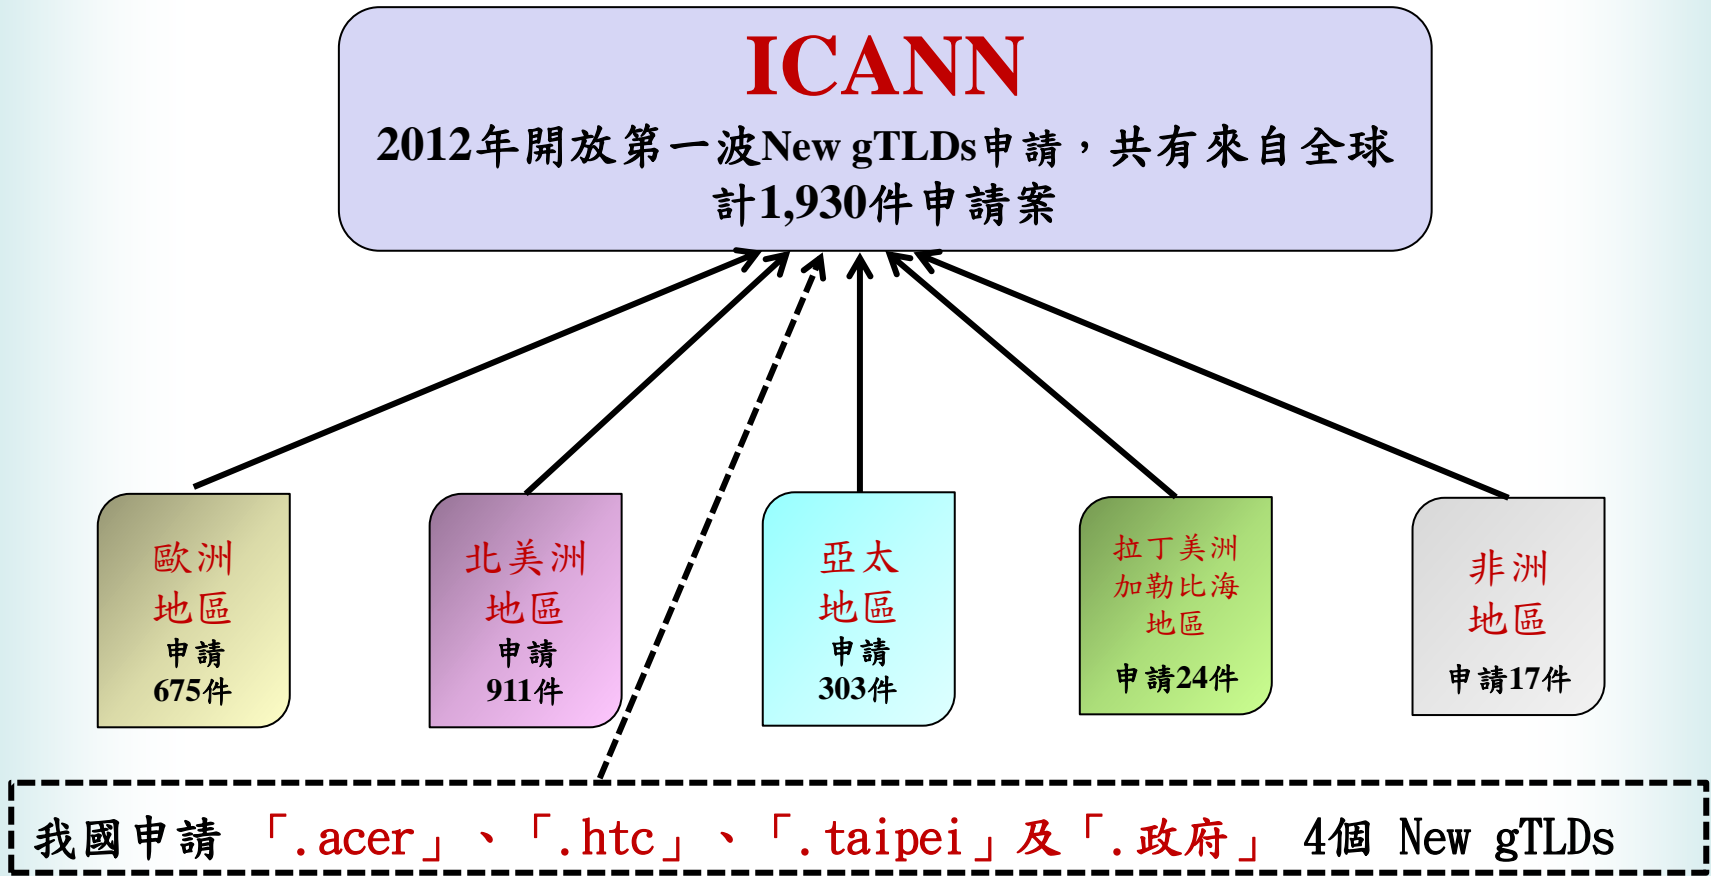 ICANN
2012年開放第一波New gTLDs申請，共有來自全球
計1,930件申請案
歐洲
地區
申請
675件
北美洲
地區
申請
911件
亞太
地區
申請
303件
拉丁美洲
加勒比海
地區
申請24件
非洲
地區
申請17件
我國申請 「.acer」、「.htc」、「.taipei」及「.政府」 4個 New gTLDs